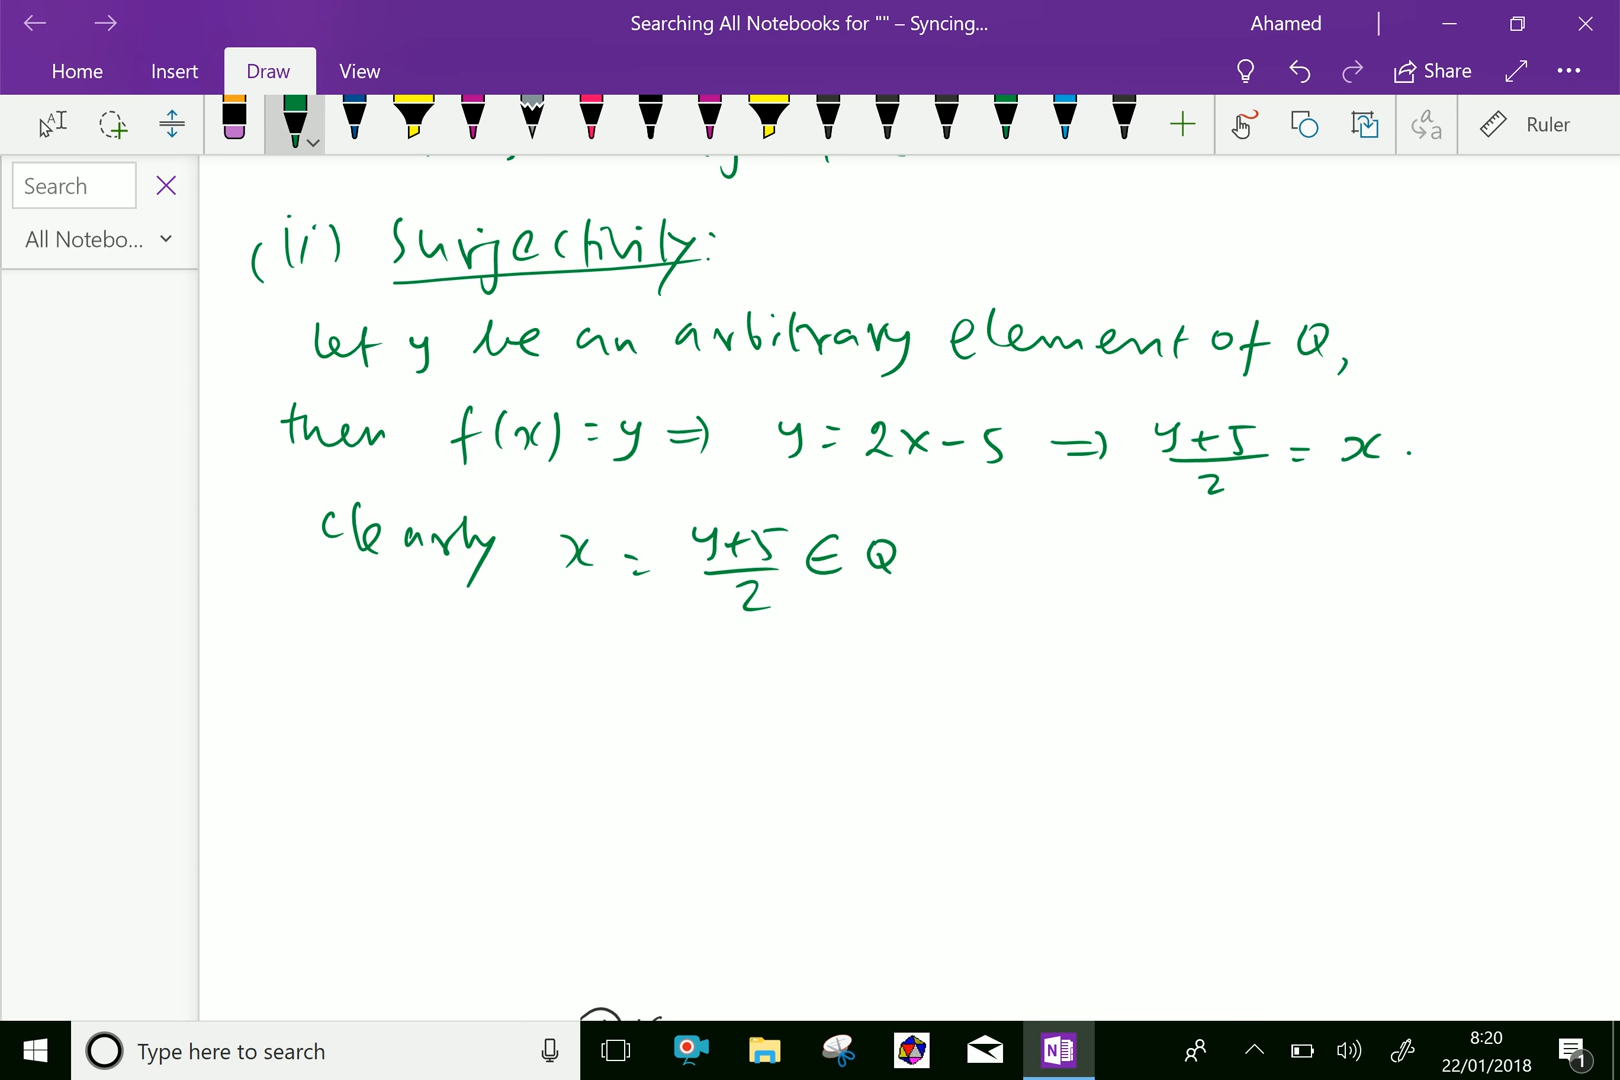 Searching All Notebooks for "" – Syncing...
Ahamed
Home Insert Draw View
Share
Ruler
Search
All Notebo...
(ii) Surjectivity:
Let y be an arbitrary element of Q,
then f(x) = y ⇒ y = 2x - 5 ⇒ (y+5)/2 = x.
Clearly x = (y+5)/2 ∈ Q
Type here to search
8:20
22/01/2018
1